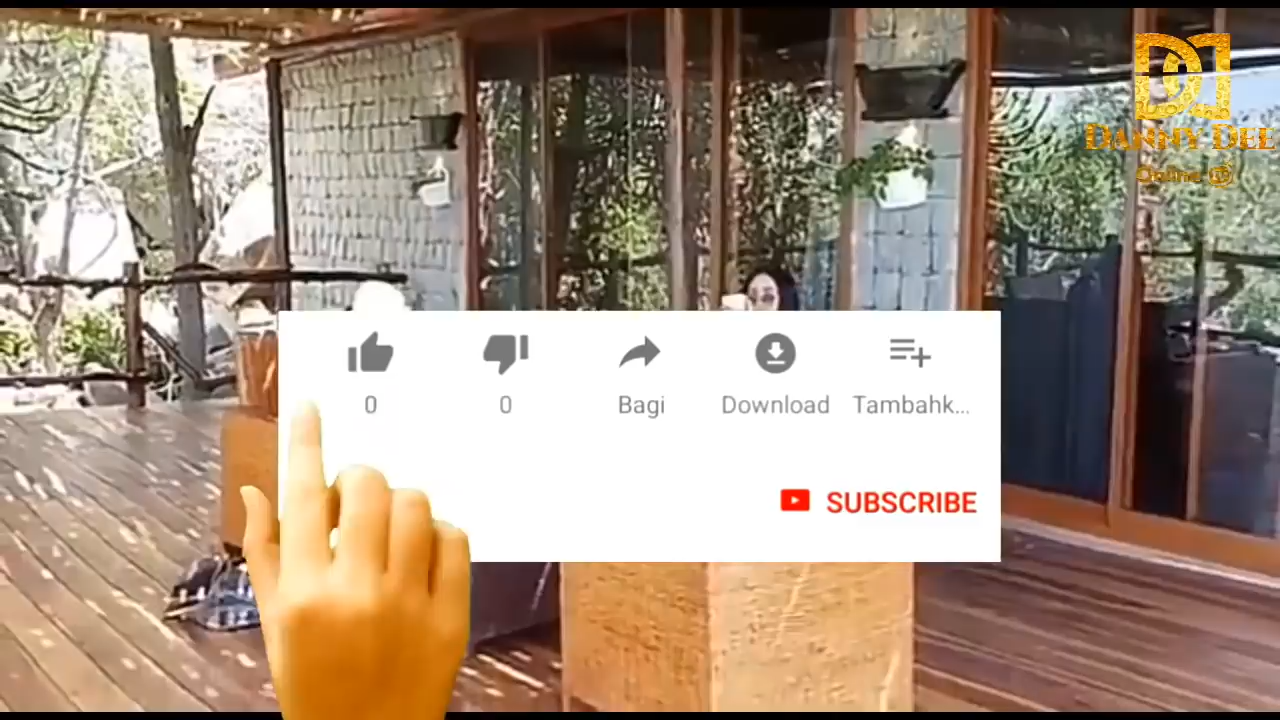 DANNY DEE
Online
0
0
Bagi
Download
Tambahk...
SUBSCRIBE